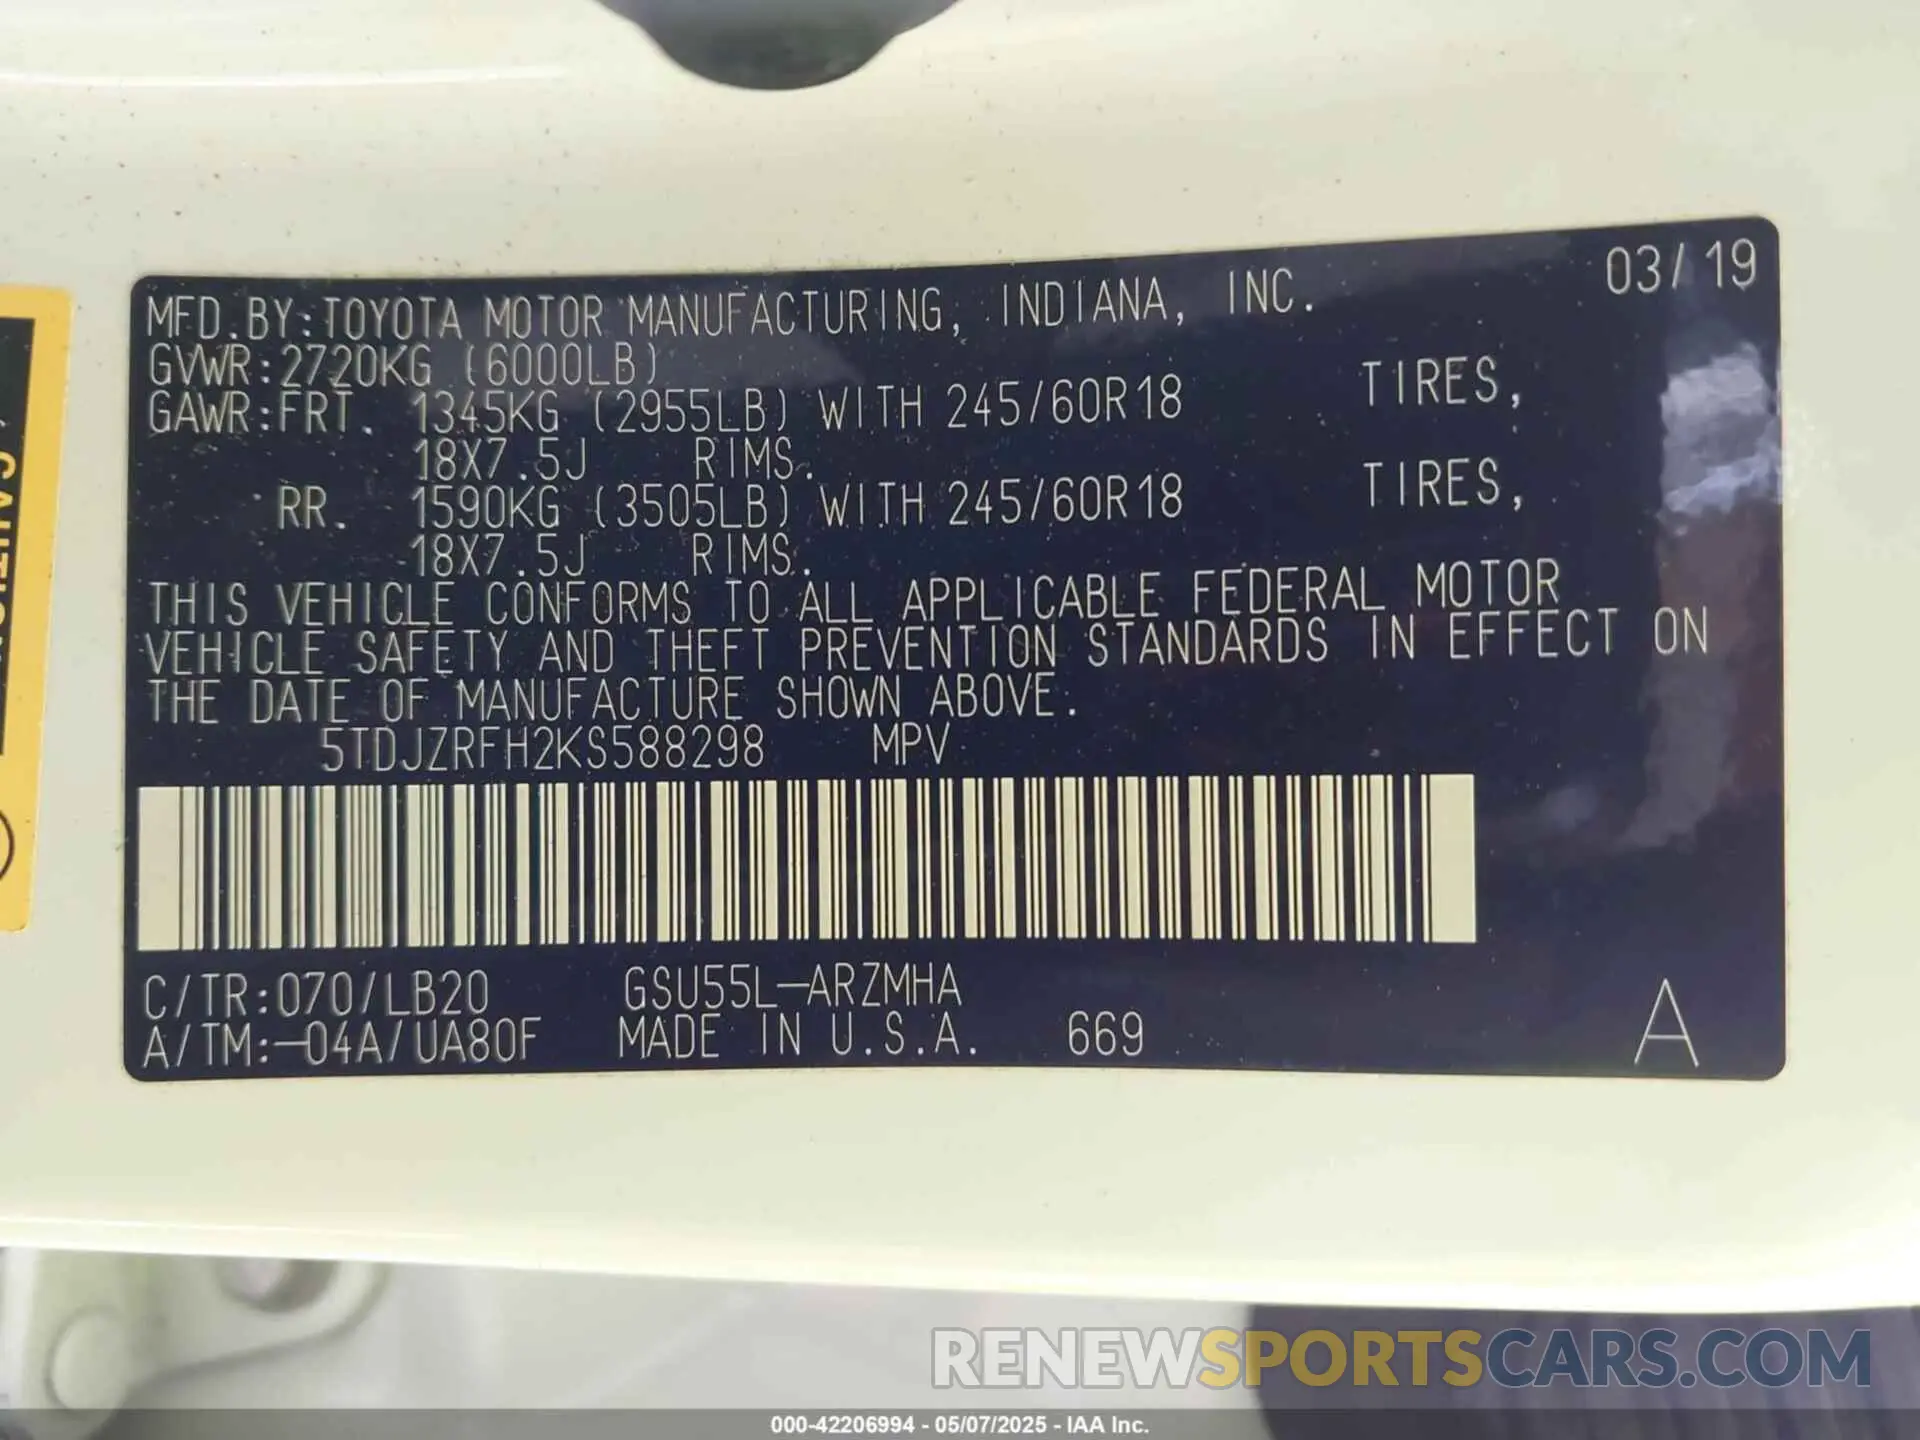 03/19
MFD.BY:TOYOTA MOTOR MANUFACTURING, INDIANA, INC.
GVWR:2720KG (6000LB)
GAWR:FRT. 1345KG (2955LB) WITH 245/60R18 TIRES,
18X7.5J RIMS.
RR. 1590KG (3505LB) WITH 245/60R18 TIRES,
18X7.5J RIMS.
THIS VEHICLE CONFORMS TO ALL APPLICABLE FEDERAL MOTOR
VEHICLE SAFETY AND THEFT PREVENTION STANDARDS IN EFFECT ON
THE DATE OF MANUFACTURE SHOWN ABOVE.
5TDJZRFH2KS588298 MPV
C/TR:070/LB20 GSU55L-ARZMHA
A/TM:-04A/UA80F MADE IN U.S.A. 669 A
RENEWSPORTSCARS.COM
000-42206994 - 05/07/2025 - IAA Inc.